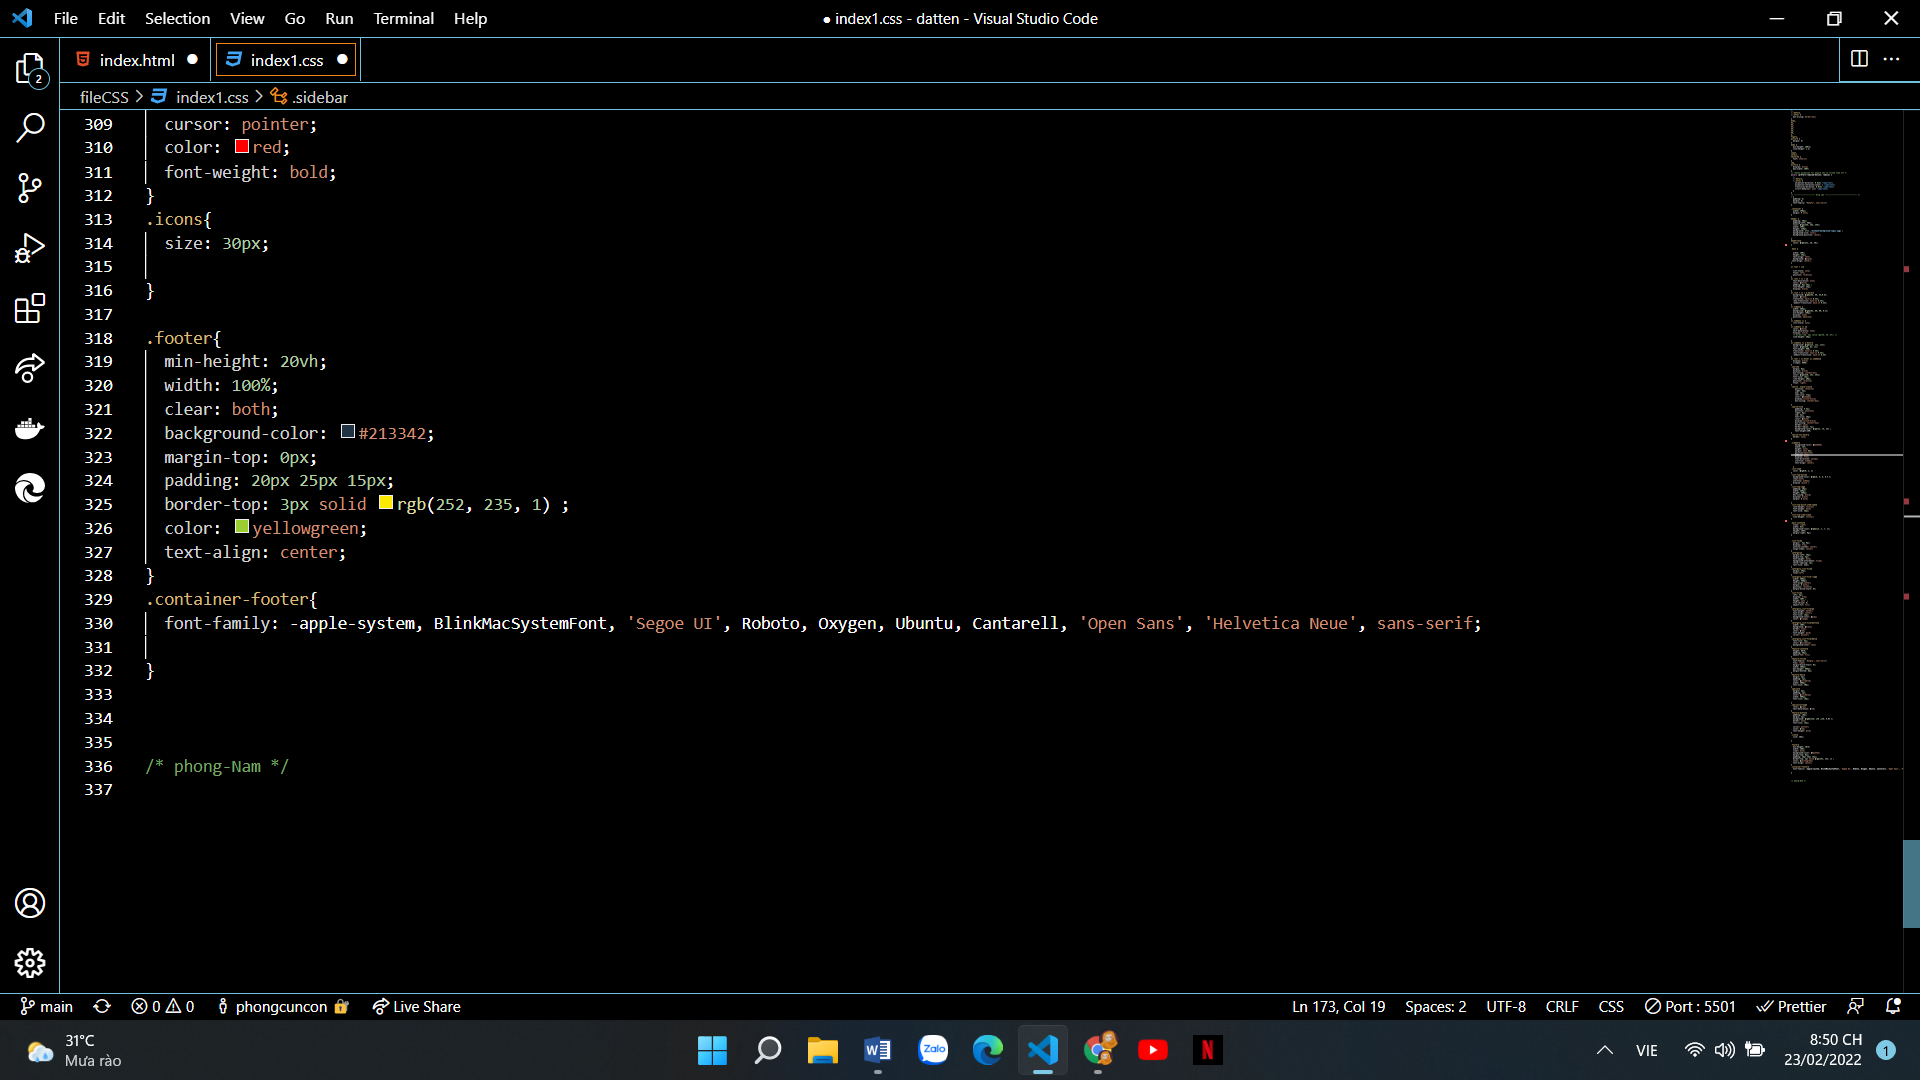 File Edit Selection View Go Run Terminal Help
● index1.css - datten - Visual Studio Code
index.html ●
index1.css ●
fileCSS > index1.css > .sidebar
309 cursor: pointer;
310 color: red;
311 font-weight: bold;
312 }
313 .icons{
314 size: 30px;
315
316 }
317
318 .footer{
319 min-height: 20vh;
320 width: 100%;
321 clear: both;
322 background-color: #213342;
323 margin-top: 0px;
324 padding: 20px 25px 15px;
325 border-top: 3px solid rgb(252, 235, 1) ;
326 color: yellowgreen;
327 text-align: center;
328 }
329 .container-footer{
330 font-family: -apple-system, BlinkMacSystemFont, 'Segoe UI', Roboto, Oxygen, Ubuntu, Cantarell, 'Open Sans', 'Helvetica Neue', sans-serif;
331
332 }
333
334
335
336 /* phong-Nam */
337
2
main 0 0 phongcuncon Live Share
Ln 173, Col 19 Spaces: 2 UTF-8 CRLF CSS Port : 5501 Prettier
31°C
Mưa rào
Zalo
N
VIE
8:50 CH
23/02/2022
1